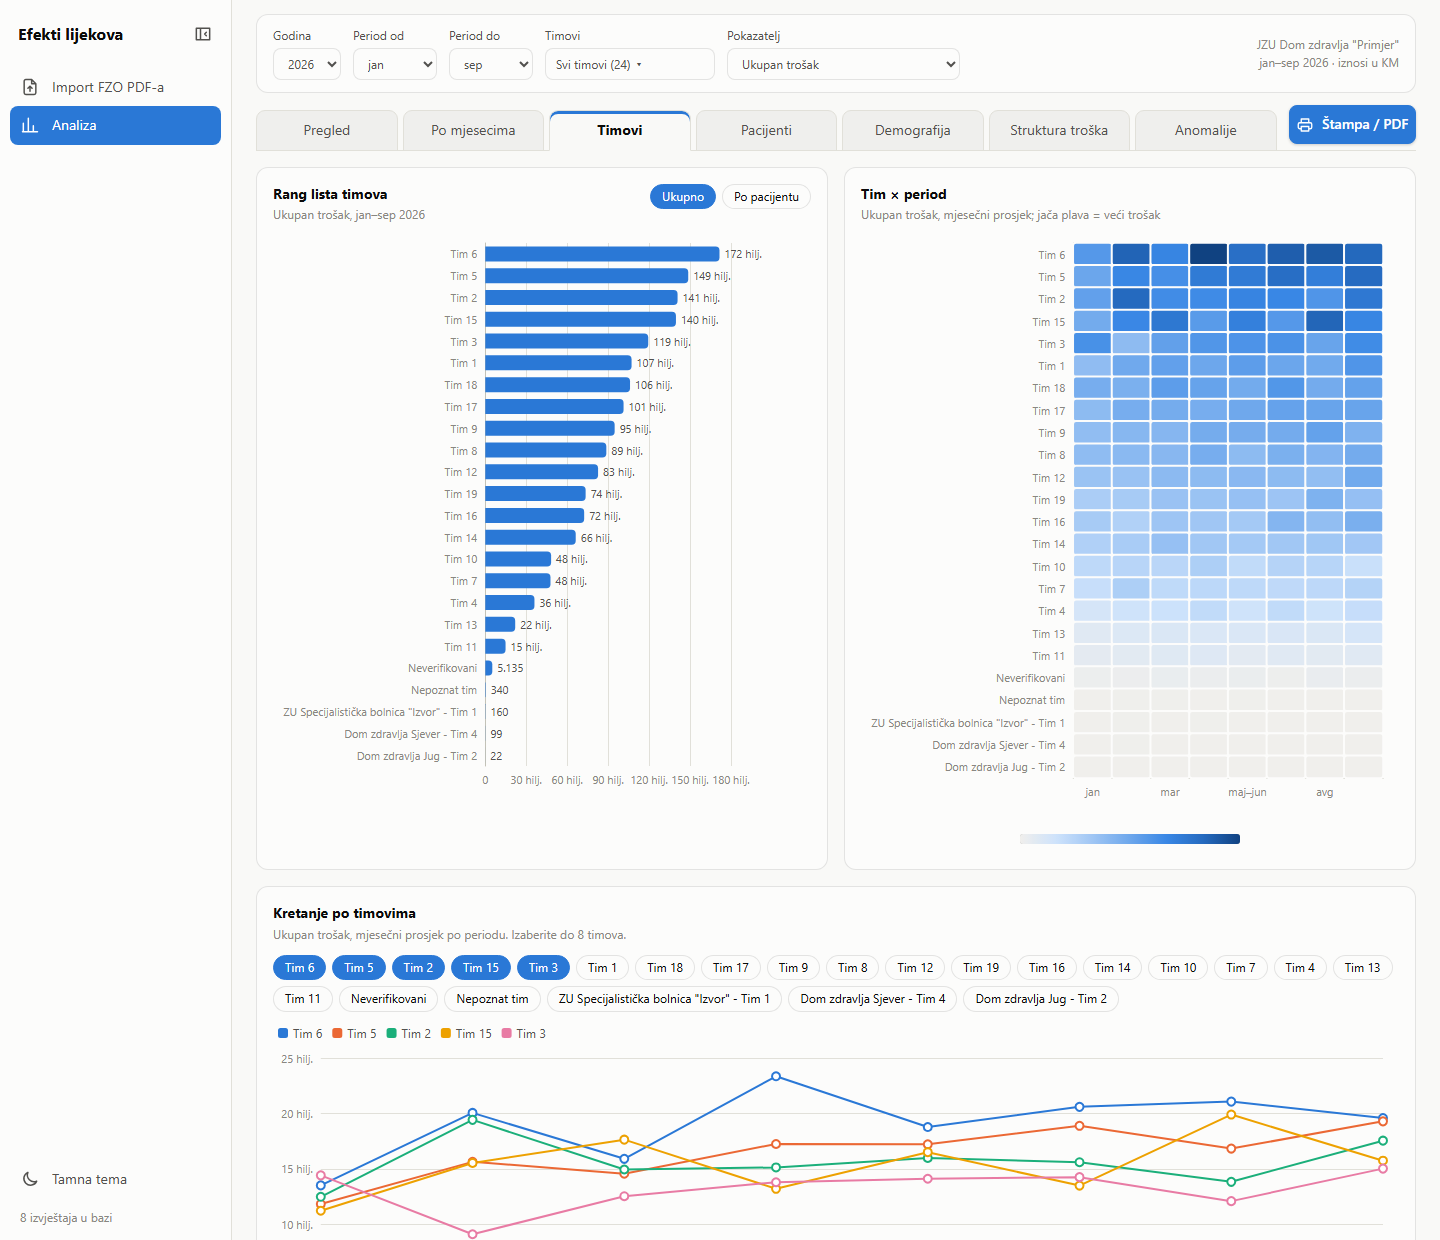 Efekti lijekova
Import FZO PDF-a
Analiza
Tamna tema
8 izvještaja u bazi
Godina
Period od
Period do
Timovi
Pokazatelj
2026
jan
sep
Svi timovi (24)
Ukupan trošak
JZU Dom zdravlja "Primjer"
jan–sep 2026 · iznosi u KM
Pregled
Po mjesecima
Timovi
Pacijenti
Demografija
Struktura troška
Anomalije
Štampa / PDF
Rang lista timova
Ukupan trošak, jan–sep 2026
Ukupno
Po pacijentu
Tim 6 172 hilj.
Tim 5 149 hilj.
Tim 2 141 hilj.
Tim 15 140 hilj.
Tim 3 119 hilj.
Tim 1 107 hilj.
Tim 18 106 hilj.
Tim 17 101 hilj.
Tim 9 95 hilj.
Tim 8 89 hilj.
Tim 12 83 hilj.
Tim 19 74 hilj.
Tim 16 72 hilj.
Tim 14 66 hilj.
Tim 10 48 hilj.
Tim 7 48 hilj.
Tim 4 36 hilj.
Tim 13 22 hilj.
Tim 11 15 hilj.
Neverifikovani 5.135
Nepoznat tim 340
ZU Specijalistička bolnica "Izvor" - Tim 1 160
Dom zdravlja Sjever - Tim 4 99
Dom zdravlja Jug - Tim 2 22
0 30 hilj. 60 hilj. 90 hilj. 120 hilj. 150 hilj. 180 hilj.
Tim × period
Ukupan trošak, mjesečni prosjek; jača plava = veći trošak
Tim 6
Tim 5
Tim 2
Tim 15
Tim 3
Tim 1
Tim 18
Tim 17
Tim 9
Tim 8
Tim 12
Tim 19
Tim 16
Tim 14
Tim 10
Tim 7
Tim 4
Tim 13
Tim 11
Neverifikovani
Nepoznat tim
ZU Specijalistička bolnica "Izvor" - Tim 1
Dom zdravlja Sjever - Tim 4
Dom zdravlja Jug - Tim 2
jan mar maj–jun avg
Kretanje po timovima
Ukupan trošak, mjesečni prosjek po periodu. Izaberite do 8 timova.
Tim 6 Tim 5 Tim 2 Tim 15 Tim 3 Tim 1 Tim 18 Tim 17 Tim 9 Tim 8 Tim 12 Tim 19 Tim 16 Tim 14 Tim 10 Tim 7 Tim 4 Tim 13
Tim 11 Neverifikovani Nepoznat tim ZU Specijalistička bolnica "Izvor" - Tim 1 Dom zdravlja Sjever - Tim 4 Dom zdravlja Jug - Tim 2
Tim 6 Tim 5 Tim 2 Tim 15 Tim 3
25 hilj.
20 hilj.
15 hilj.
10 hilj.